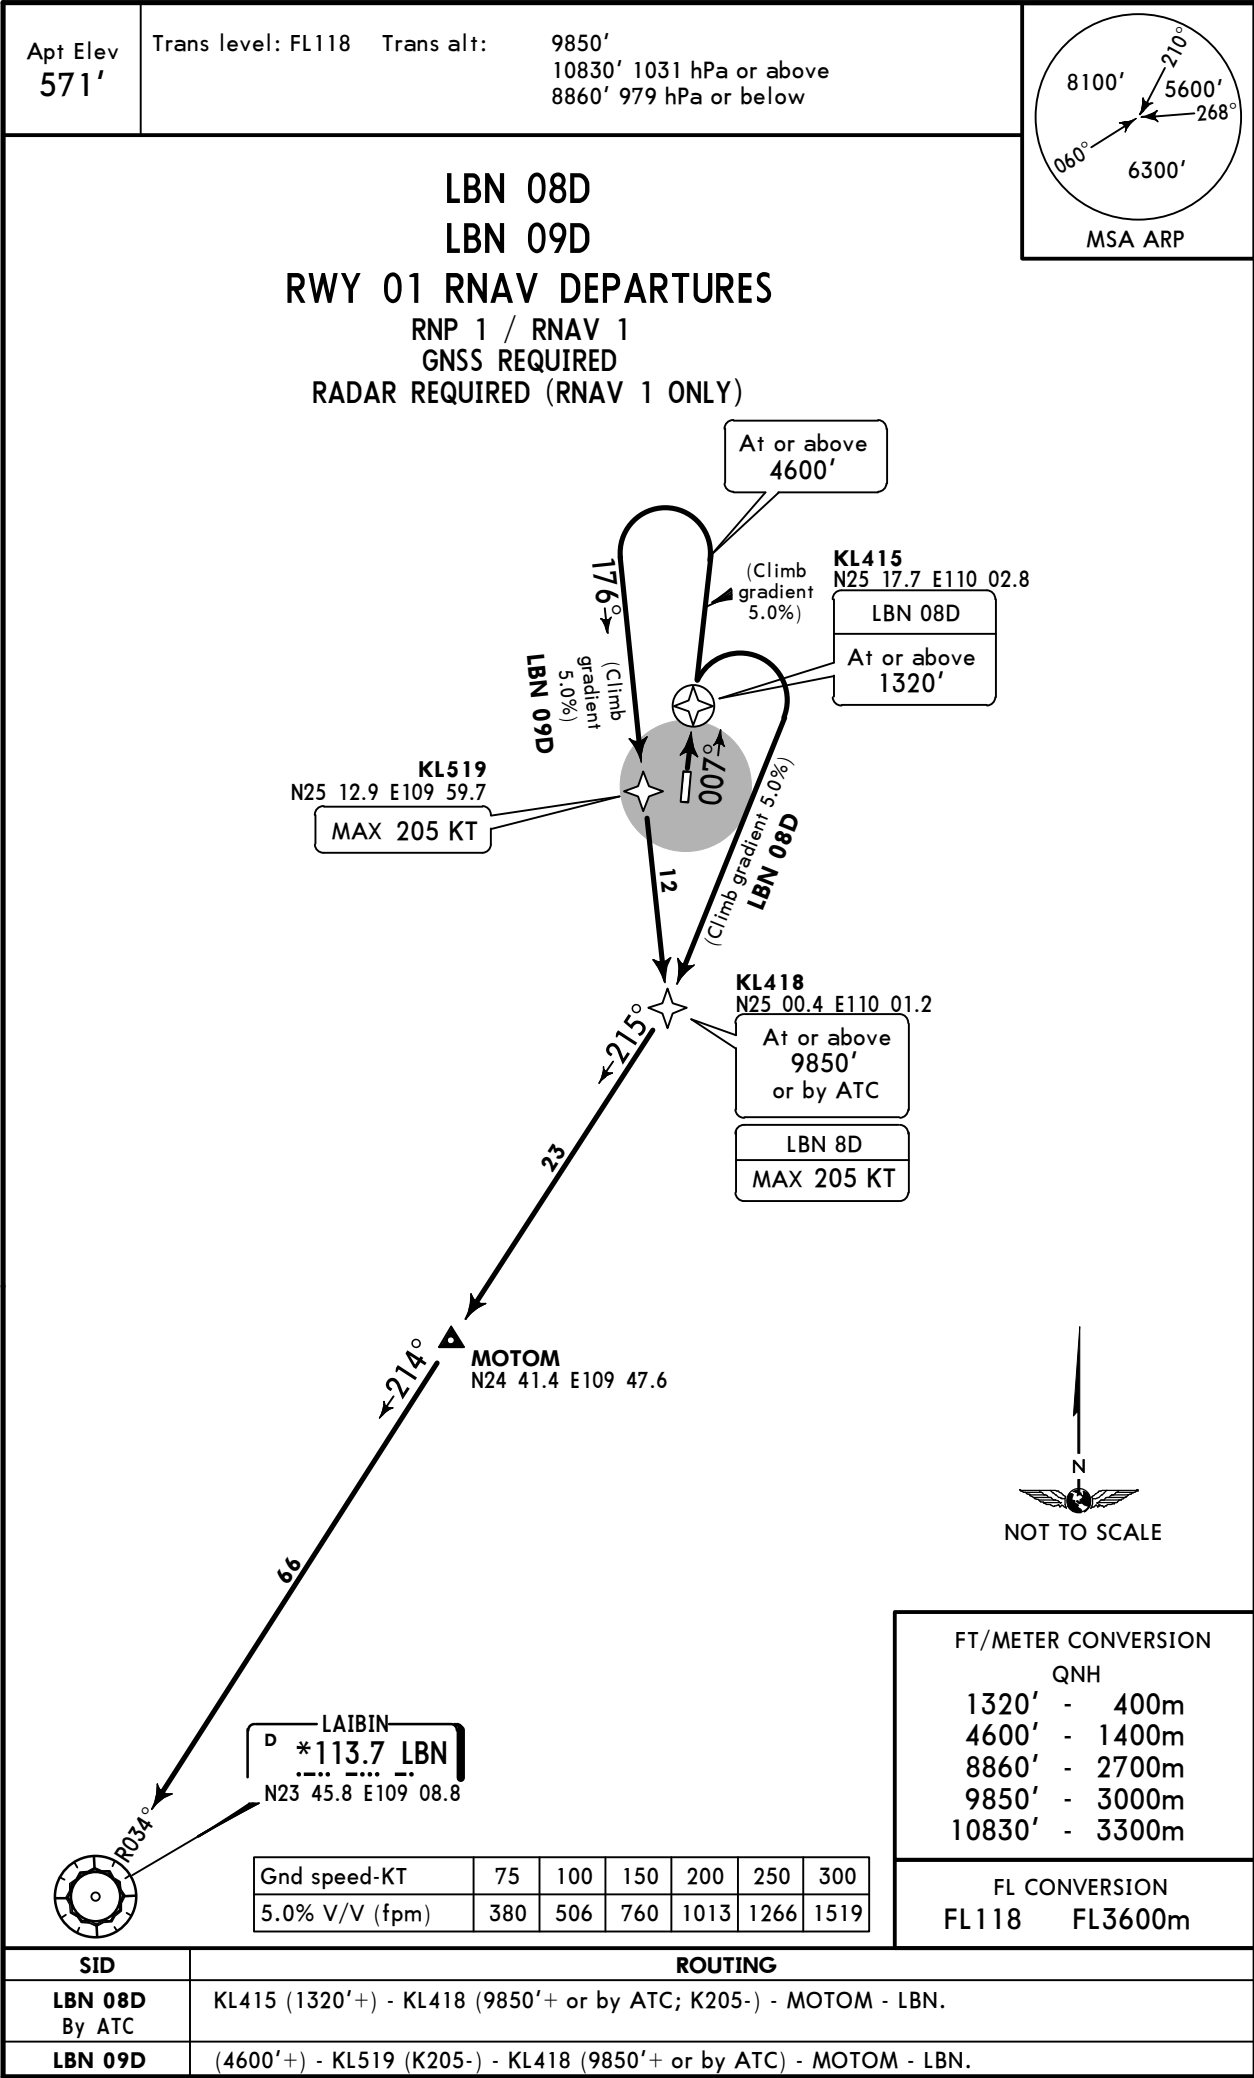 Apt Elev
571'
Trans level: FL118 Trans alt: 9850'
10830' 1031 hPa or above
8860' 979 hPa or below
210°
8100'
5600'
268°
060°
6300'
MSA ARP
LBN 08D
LBN 09D
RWY 01 RNAV DEPARTURES
RNP 1 / RNAV 1
GNSS REQUIRED
RADAR REQUIRED (RNAV 1 ONLY)
At or above
4600'
176°
(Climb
gradient
5.0%)
KL415
N25 17.7 E110 02.8
LBN 08D
At or above
1320'
(Climb
gradient
5.0%)
LBN 09D
007°
KL519
N25 12.9 E109 59.7
MAX 205 KT
(Climb gradient 5.0%)
LBN 08D
12
KL418
N25 00.4 E110 01.2
At or above
9850'
or by ATC
LBN 8D
MAX 205 KT
215°
23
MOTOM
N24 41.4 E109 47.6
214°
66
N
NOT TO SCALE
LAIBIN
D *113.7 LBN
N23 45.8 E109 08.8
R034°
FT/METER CONVERSION
QNH
1320' - 400m
4600' - 1400m
8860' - 2700m
9850' - 3000m
10830' - 3300m
FL CONVERSION
FL118 FL3600m
Gnd speed-KT 75 100 150 200 250 300
5.0% V/V (fpm) 380 506 760 1013 1266 1519
SID ROUTING
LBN 08D KL415 (1320'+) - KL418 (9850'+ or by ATC; K205-) - MOTOM - LBN.
By ATC
LBN 09D (4600'+) - KL519 (K205-) - KL418 (9850'+ or by ATC) - MOTOM - LBN.